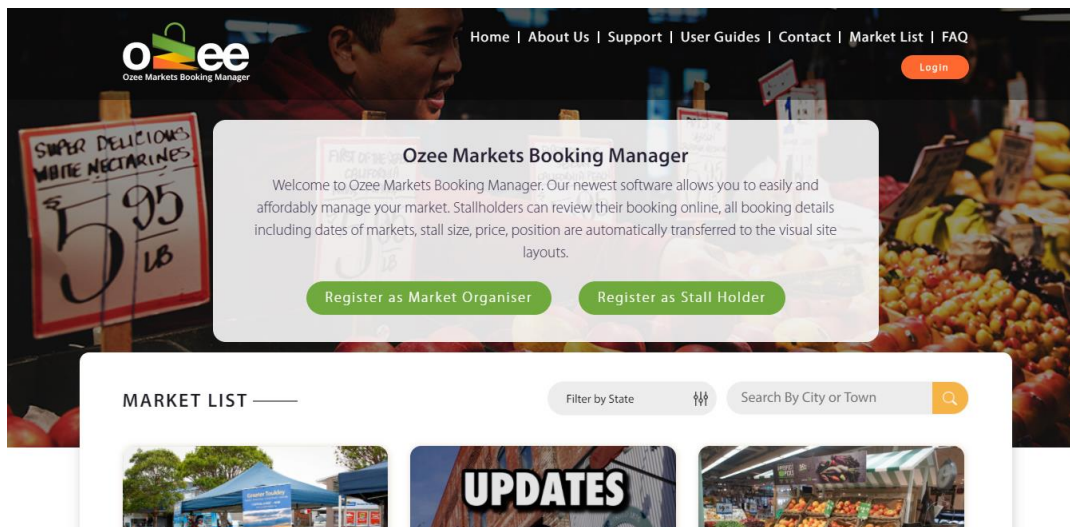 ozee
Ozee Markets Booking Manager
Home | About Us | Support | User Guides | Contact | Market List | FAQ
Login
SUPER DELICIOUS
WHITE NECTARINES
$5 95
LB
Ozee Markets Booking Manager
Welcome to Ozee Markets Booking Manager. Our newest software allows you to easily and
affordably manage your market. Stallholders can review their booking online, all booking details
including dates of markets, stall size, price, position are automatically transferred to the visual site
layouts.
Register as Market Organiser
Register as Stall Holder
MARKET LIST
Filter by State
Search By City or Town
Greater Toukley
UPDATES